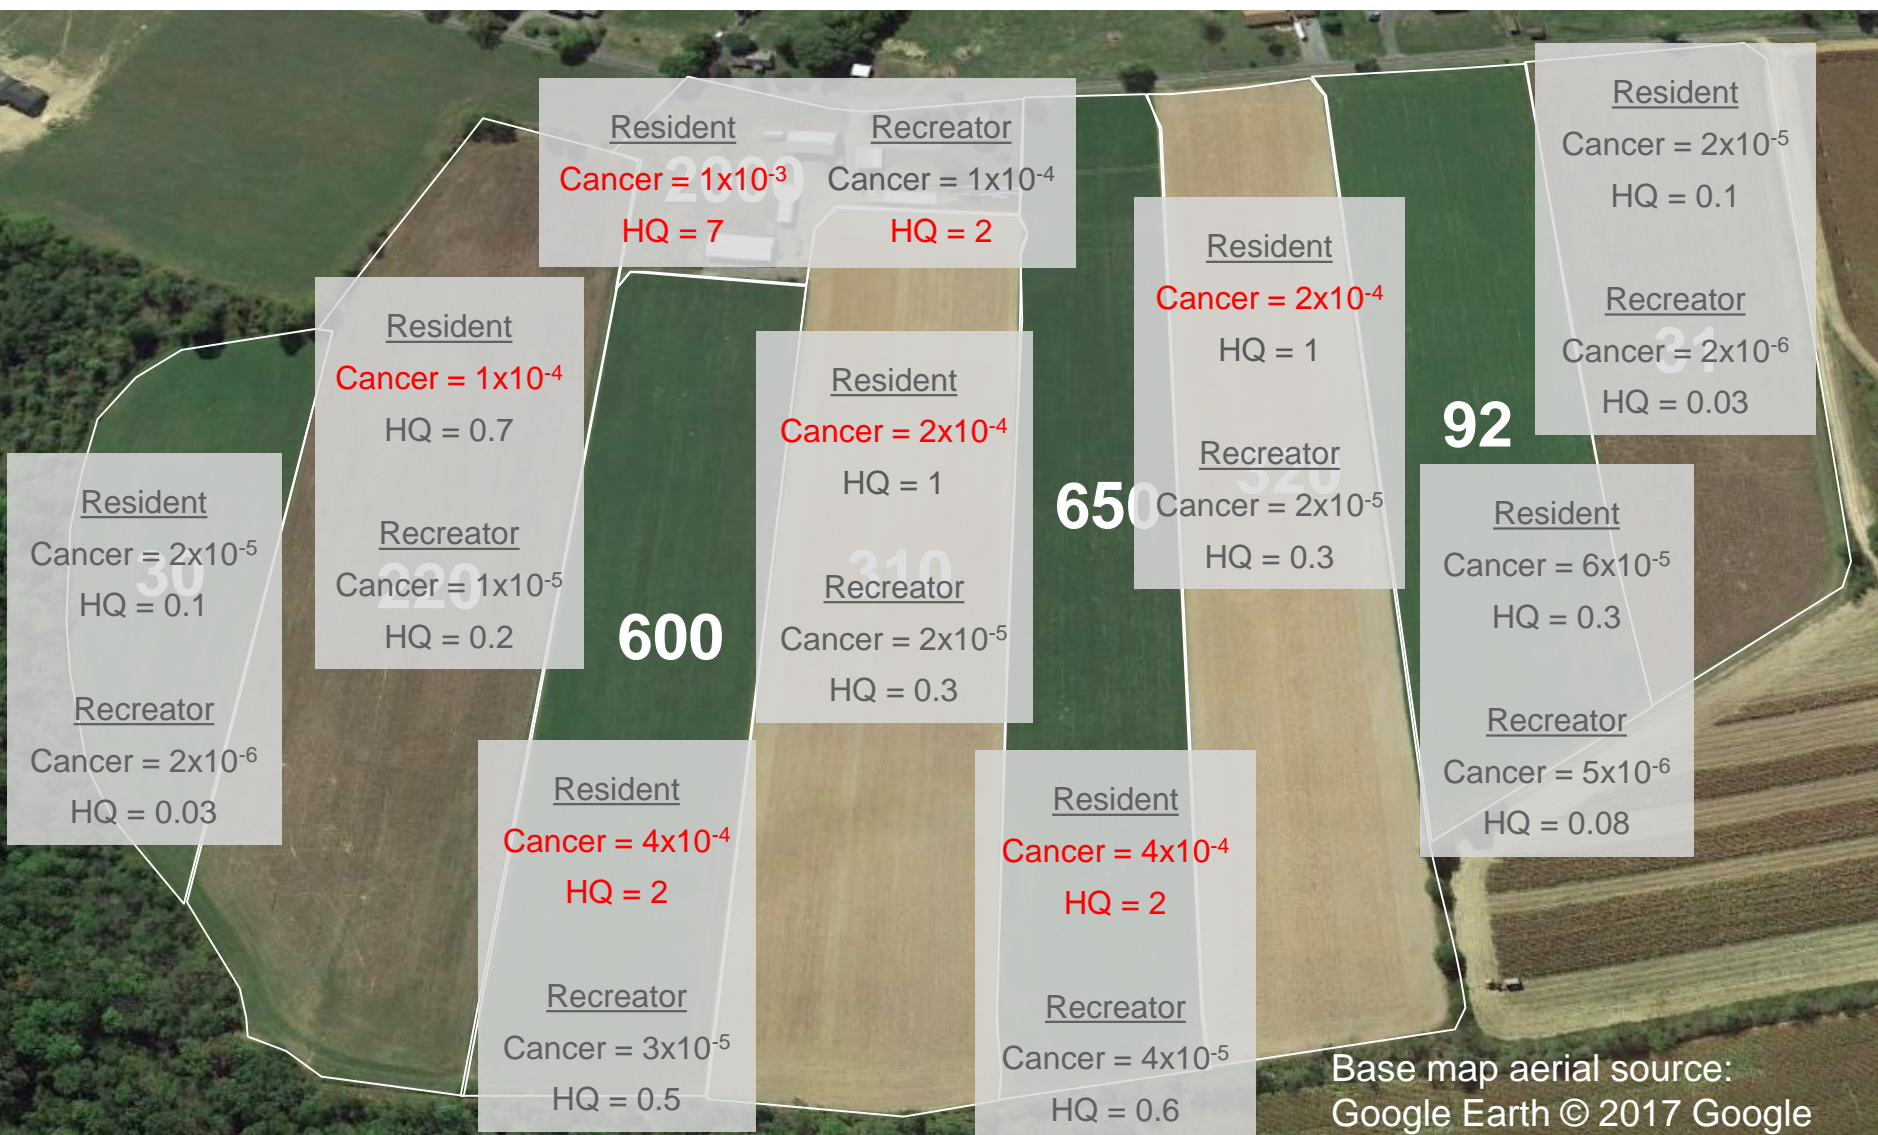 Resident
Cancer = 1x10⁻³
HQ = 7
Recreator
Cancer = 1x10⁻⁴
HQ = 2
2000
Resident
Cancer = 2x10⁻⁵
HQ = 0.1
Recreator
Cancer = 2x10⁻⁶
HQ = 0.03
31
Resident
Cancer = 2x10⁻⁴
HQ = 1
Recreator
Cancer = 2x10⁻⁵
HQ = 0.3
320
Resident
Cancer = 1x10⁻⁴
HQ = 0.7
Recreator
Cancer = 1x10⁻⁵
HQ = 0.2
220
Resident
Cancer = 2x10⁻⁴
HQ = 1
Recreator
Cancer = 2x10⁻⁵
HQ = 0.3
310
92
650
600
Resident
Cancer = 2x10⁻⁵
HQ = 0.1
Recreator
Cancer = 2x10⁻⁶
HQ = 0.03
30
Resident
Cancer = 6x10⁻⁵
HQ = 0.3
Recreator
Cancer = 5x10⁻⁶
HQ = 0.08
Resident
Cancer = 4x10⁻⁴
HQ = 2
Recreator
Cancer = 3x10⁻⁵
HQ = 0.5
Resident
Cancer = 4x10⁻⁴
HQ = 2
Recreator
Cancer = 4x10⁻⁵
HQ = 0.6
Base map aerial source:
Google Earth © 2017 Google